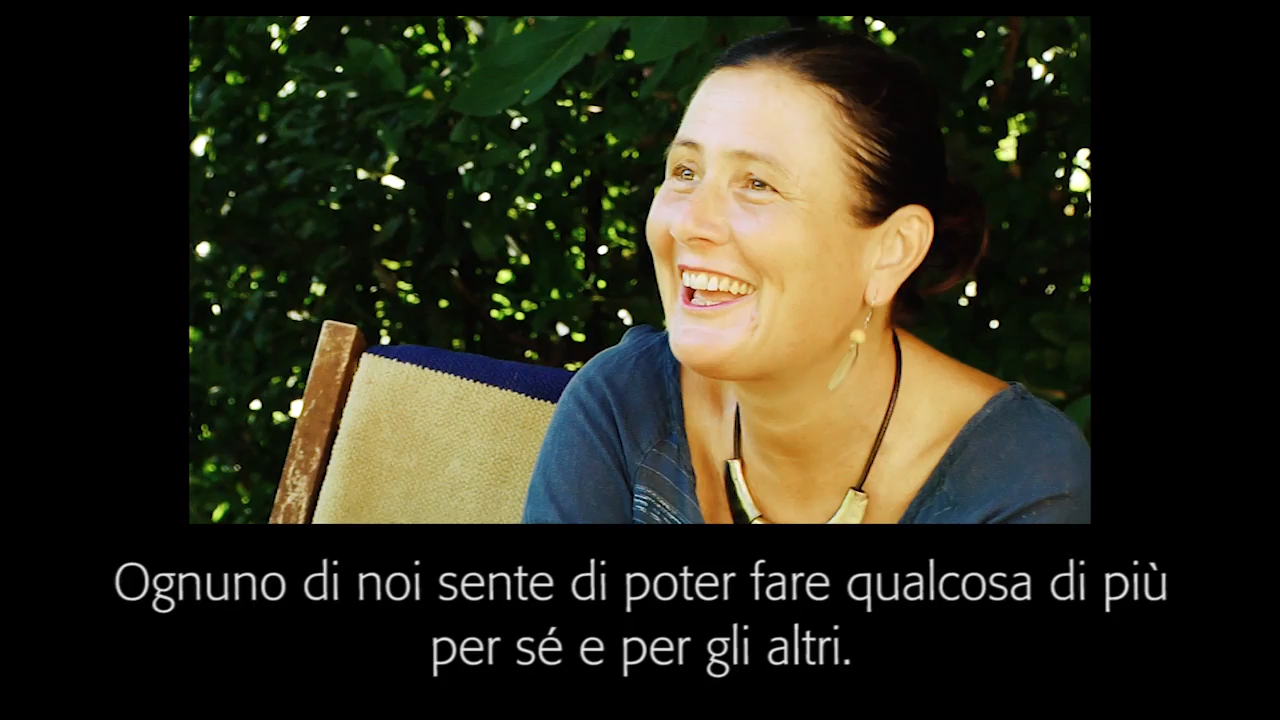 Ognuno di noi sente di poter fare qualcosa di più
per sé e per gli altri.